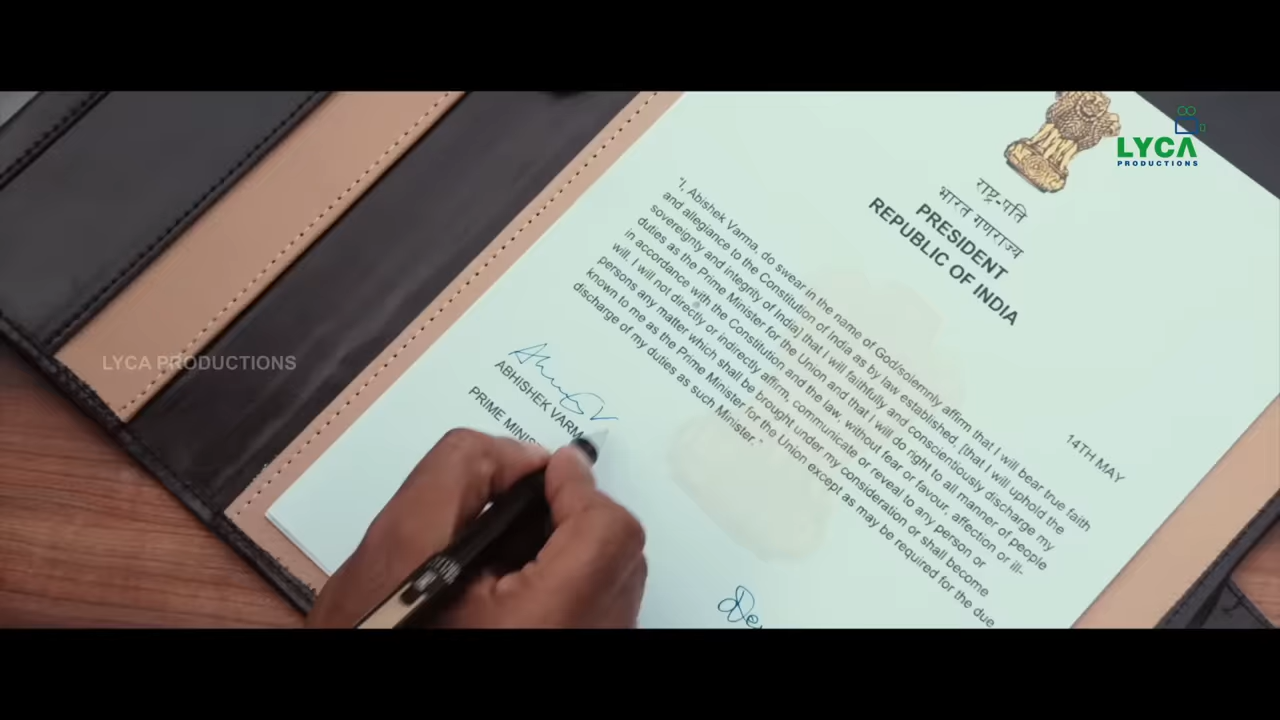 LYCA
PRODUCTIONS
राष्ट्र-पति
भारत गणराज्य
PRESIDENT
REPUBLIC OF INDIA
14TH MAY
"I, Abishek Varma, do swear in the name of God/solemnly affirm that I will bear true faith
and allegiance to the Constitution of India as by law established, [that I will uphold the
sovereignty and integrity of India] that I will faithfully and conscientiously discharge my
duties as the Prime Minister for the Union and that I will do right to all manner of people
in accordance with the Constitution and the law, without fear or favour, affection or ill-
will. I will not directly or indirectly affirm, communicate or reveal to any person or
persons any matter which shall be brought under my consideration or shall become
known to me as the Prime Minister for the Union except as may be required for the due
discharge of my duties as such Minister."
ABHISHEK VARM
PRIME MINIS
LYCA PRODUCTIONS